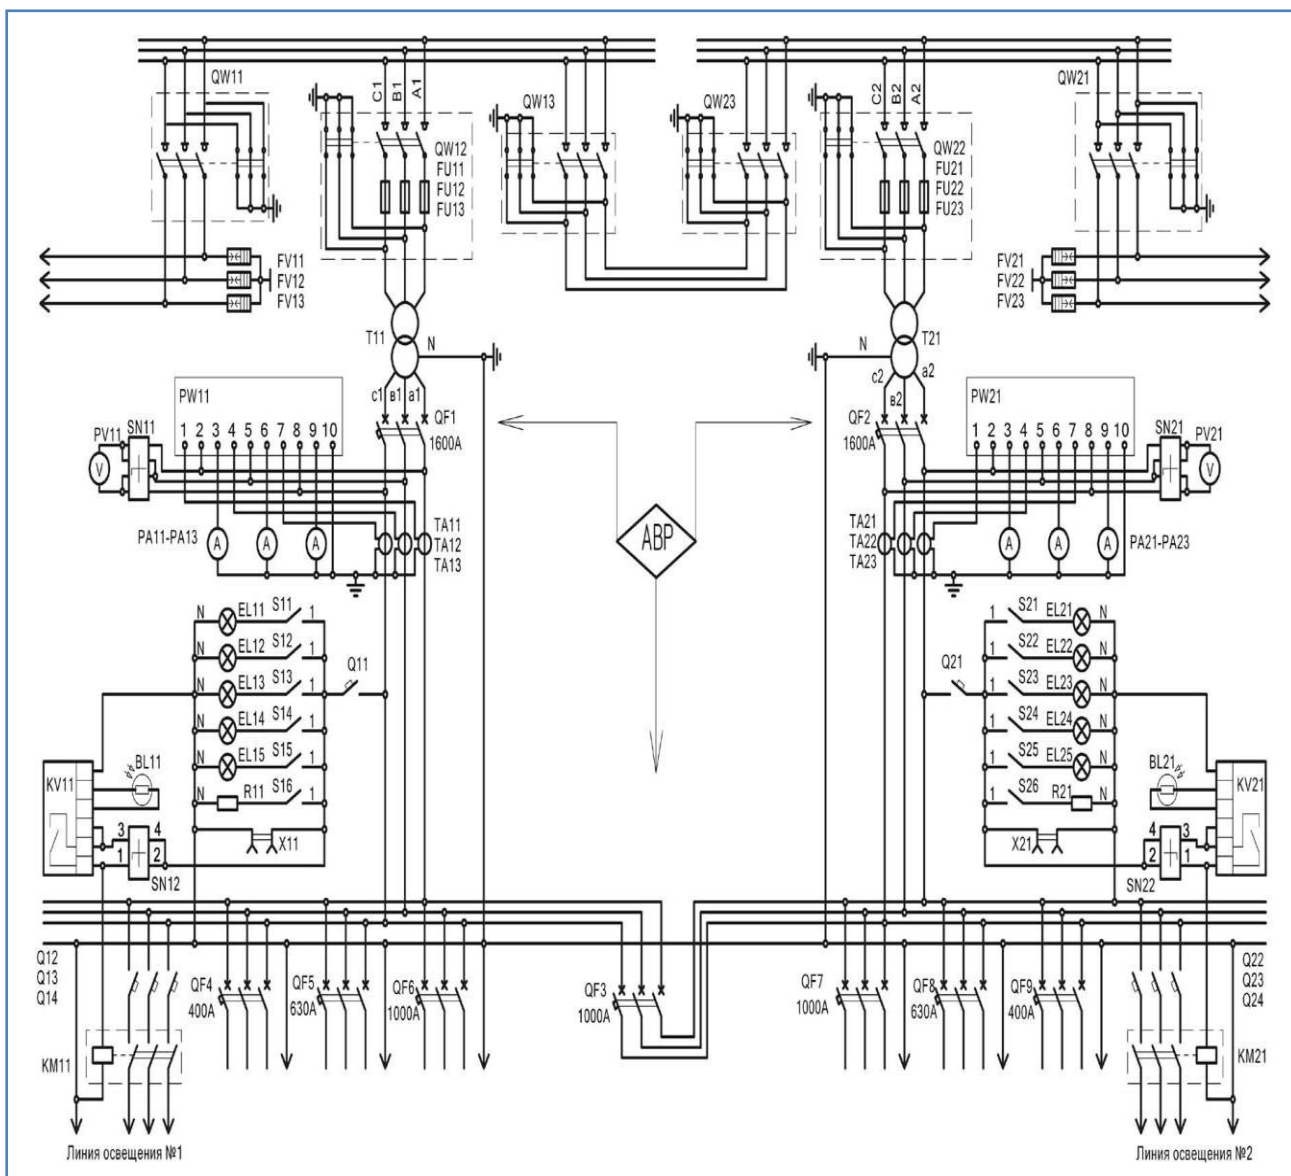 QW11
C1
B1
A1
QW13
QW23
C2
B2
A2
QW21
QW12
FU11
FU12
FU13
QW22
FU21
FU22
FU23
FV11
FV12
FV13
FV21
FV22
FV23
T11
N
N
T21
c1
в1
a1
c2
в2
a2
PW11
1 2 3 4 5 6 7 8 9 10
PV11
SN11
V
QF1
1600A
QF2
1600A
PW21
1 2 3 4 5 6 7 8 9 10
SN21
PV21
V
PA11-PA13
A A A
TA11
TA12
TA13
АВР
TA21
TA22
TA23
A A A
PA21-PA23
N EL11 S11 1
N EL12 S12 1
N EL13 S13 1
N EL14 S14 1
N EL15 S15 1
N R11 S16 1
X11
Q11
Q21
1 S21 EL21 N
1 S22 EL22 N
1 S23 EL23 N
1 S24 EL24 N
1 S25 EL25 N
1 S26 R21 N
X21
KV11
BL11
3 4
1 2
SN12
BL21
KV21
4 3
2 1
SN22
Q12
Q13
Q14
QF4
400A
QF5
630A
QF6
1000A
QF3
1000A
QF7
1000A
QF8
630A
QF9
400A
Q22
Q23
Q24
KM11
KM21
Линия освещения №1
Линия освещения №2